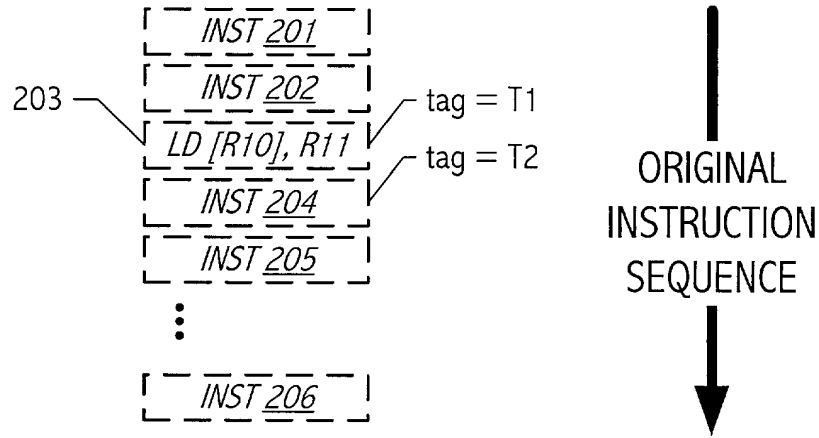 INST 201
INST 202
203
LD [R10], R11
tag = T1
INST 204
tag = T2
INST 205
INST 206
ORIGINAL
INSTRUCTION
SEQUENCE